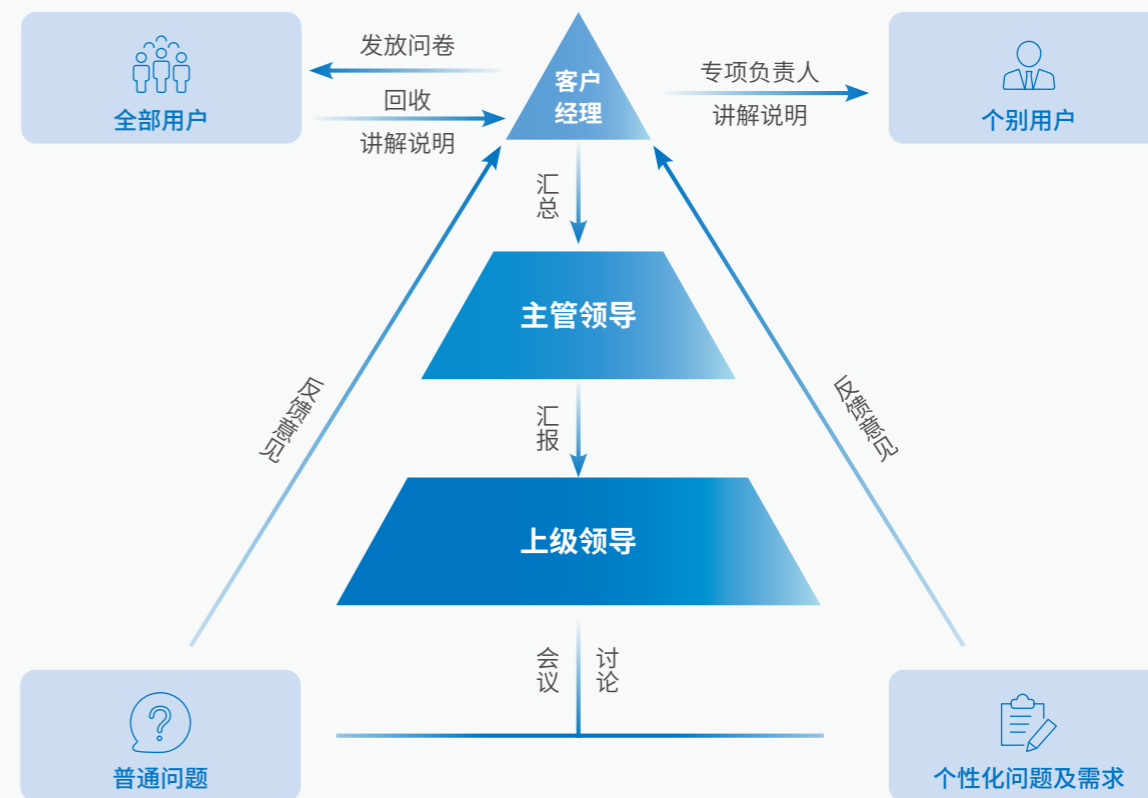 发放问卷
回收
讲解说明
全部用户
客户
经理
专项负责人
讲解说明
个别用户
汇总
主管领导
反馈意见
汇报
反馈意见
上级领导
会议
讨论
普通问题
个性化问题及需求